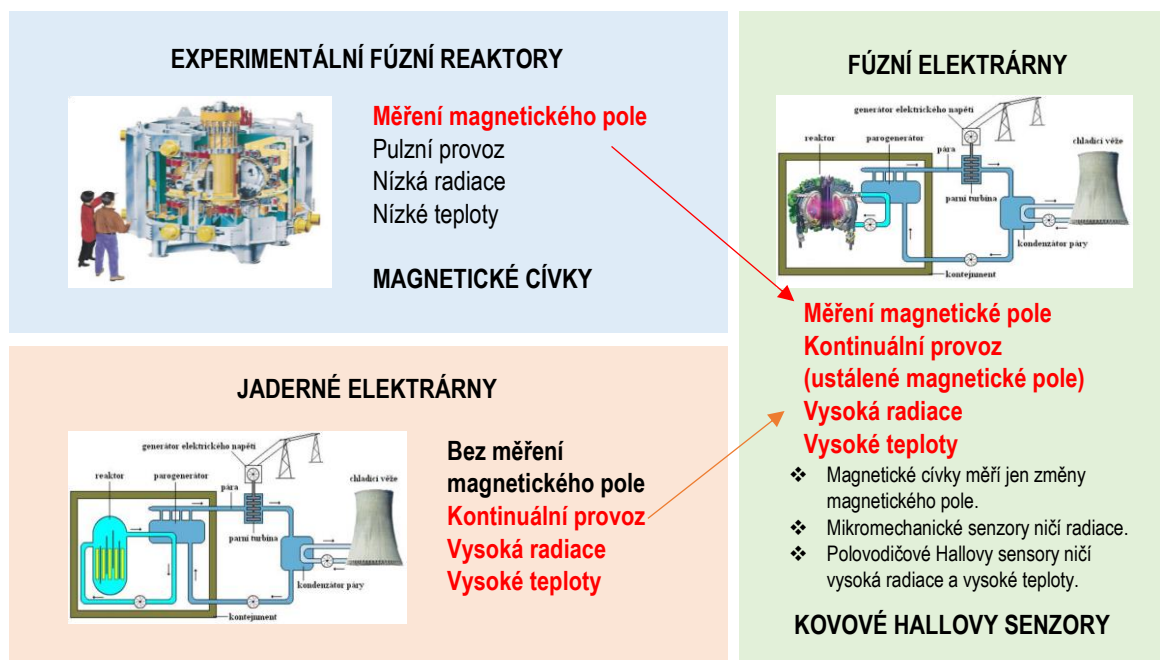 EXPERIMENTÁLNÍ FÚZNÍ REAKTORY
Měření magnetického pole
Pulzní provoz
Nízká radiace
Nízké teploty
MAGNETICKÉ CÍVKY
JADERNÉ ELEKTRÁRNY
generátor elektrického napětí
reaktor
parogenerátor
pára
chladící věže
parní turbína
kondenzátor páry
kontejnment
Bez měření
magnetického pole
Kontinuální provoz
Vysoká radiace
Vysoké teploty
FÚZNÍ ELEKTRÁRNY
generátor elektrického napětí
reaktor
parogenerátor
pára
chladící věže
parní turbína
kondenzátor páry
kontejnment
Měření magnetické pole
Kontinuální provoz
(ustálené magnetické pole)
Vysoká radiace
Vysoké teploty
❖ Magnetické cívky měří jen změny
magnetického pole.
❖ Mikromechanické senzory ničí radiace.
❖ Polovodičové Hallovy sensory ničí
vysoká radiace a vysoké teploty.
KOVOVÉ HALLOVY SENZORY